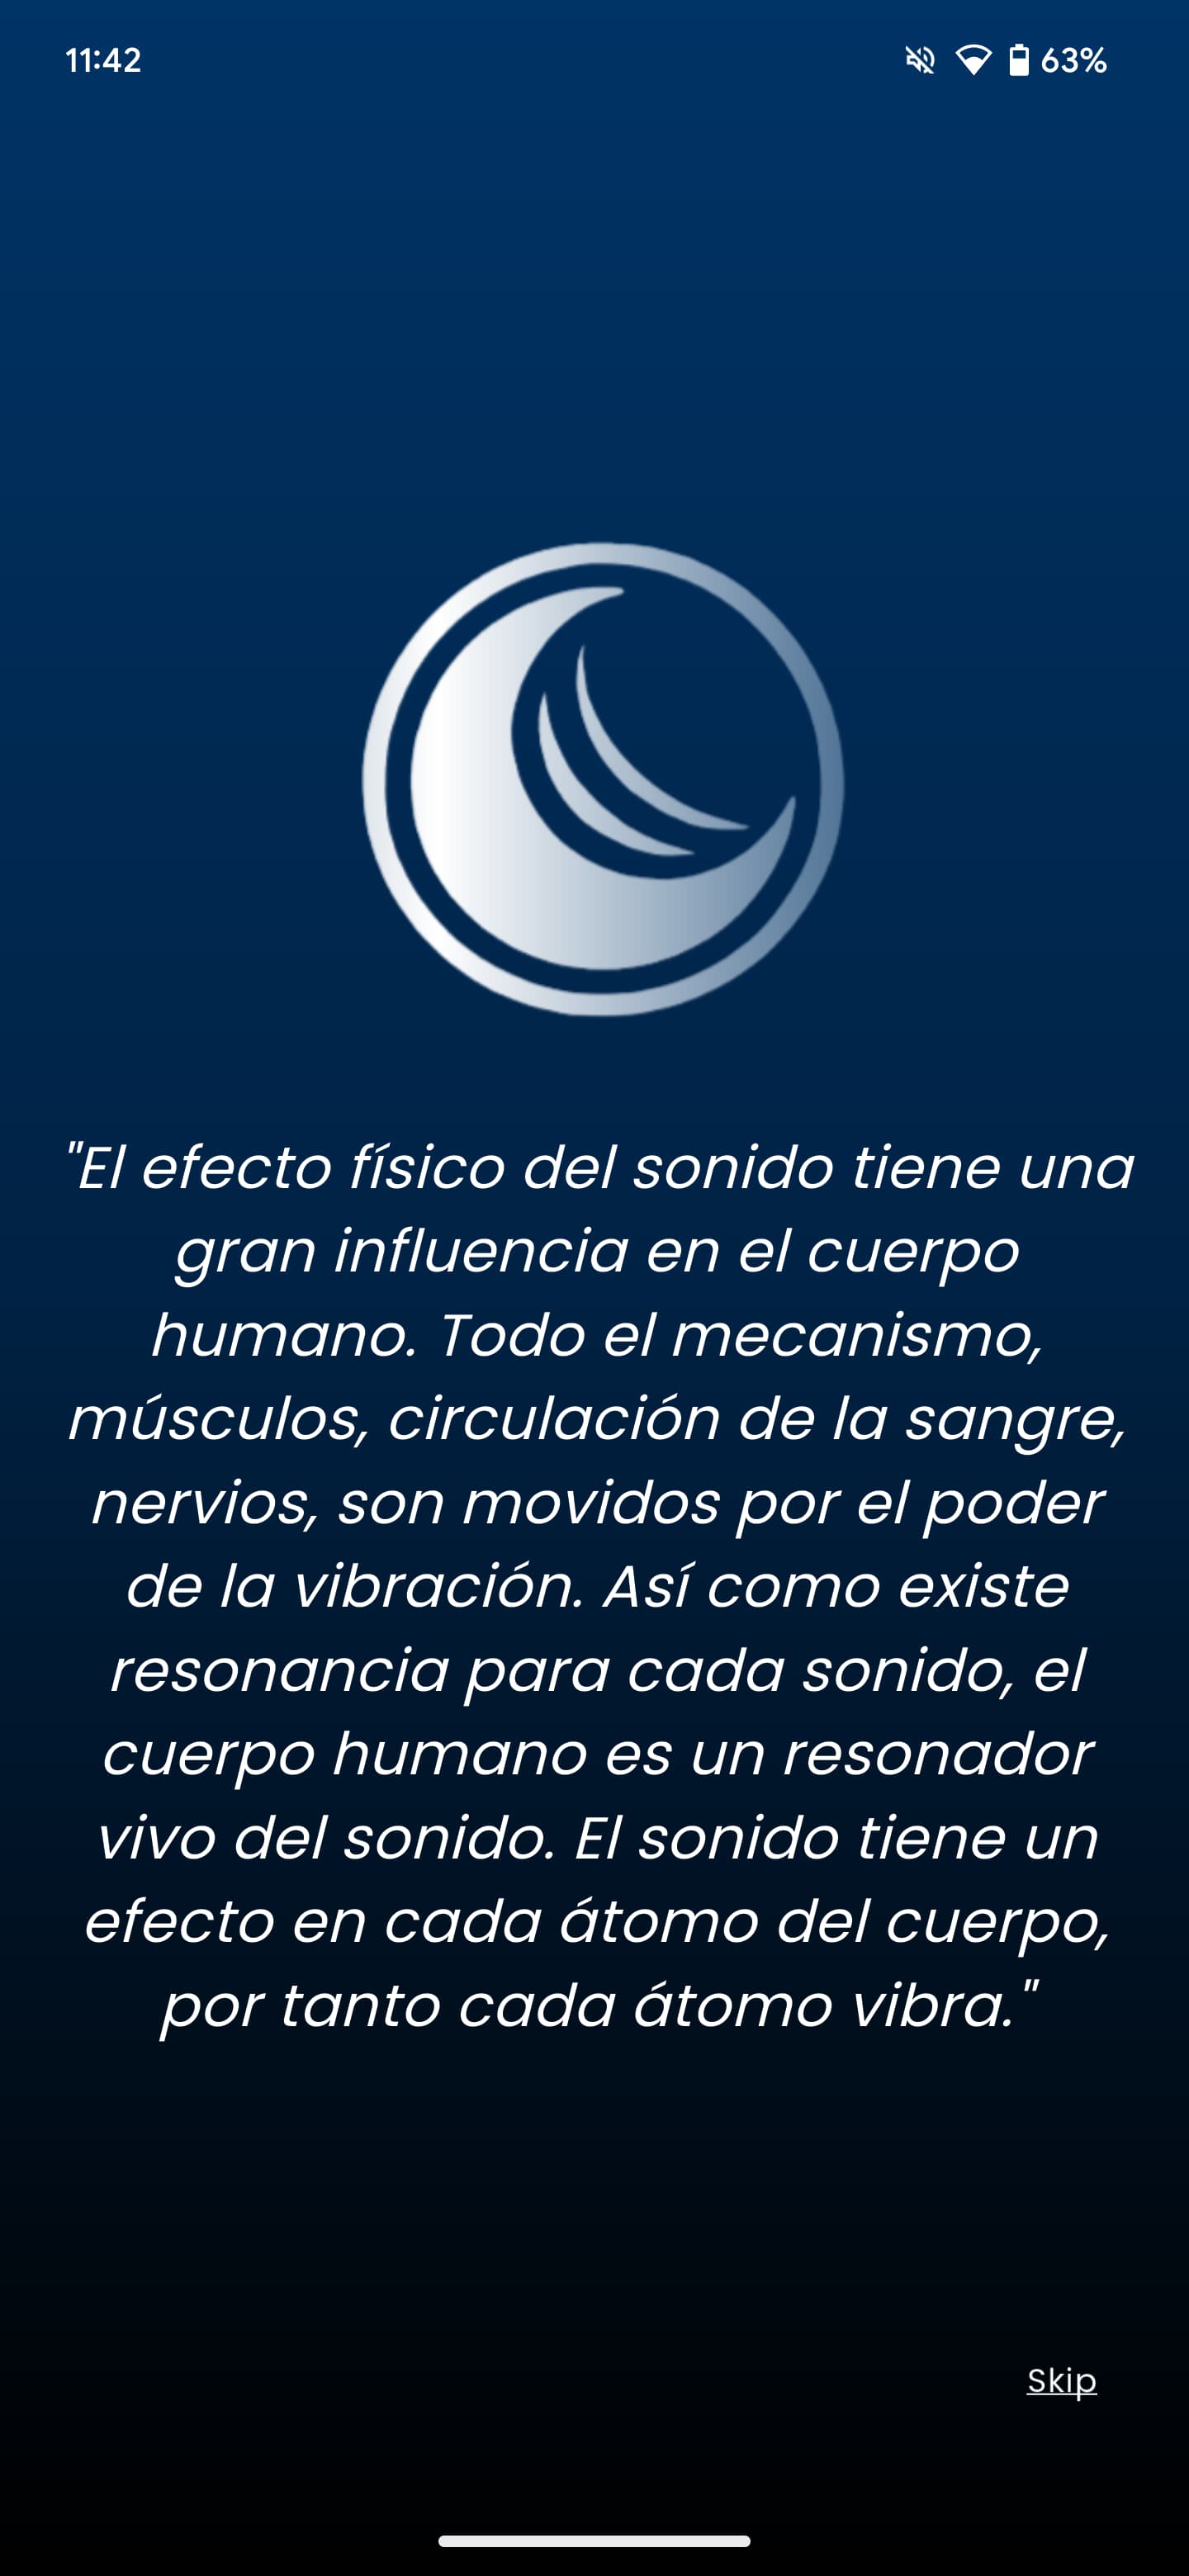 11:42
63%
"El efecto físico del sonido tiene una
gran influencia en el cuerpo
humano. Todo el mecanismo,
músculos, circulación de la sangre,
nervios, son movidos por el poder
de la vibración. Así como existe
resonancia para cada sonido, el
cuerpo humano es un resonador
vivo del sonido. El sonido tiene un
efecto en cada átomo del cuerpo,
por tanto cada átomo vibra."
Skip